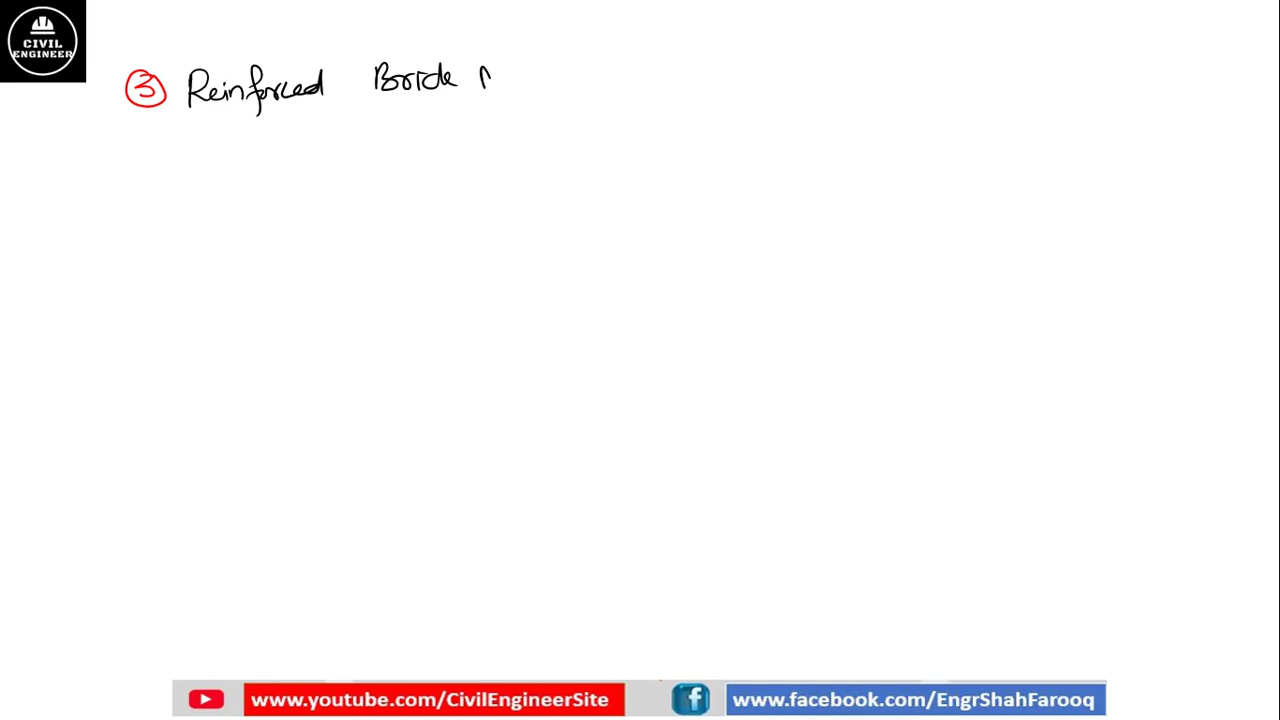 CIVIL
ENGINEER
3 Reinforced Brick
www.youtube.com/CivilEngineerSite
www.facebook.com/EngrShahFarooq